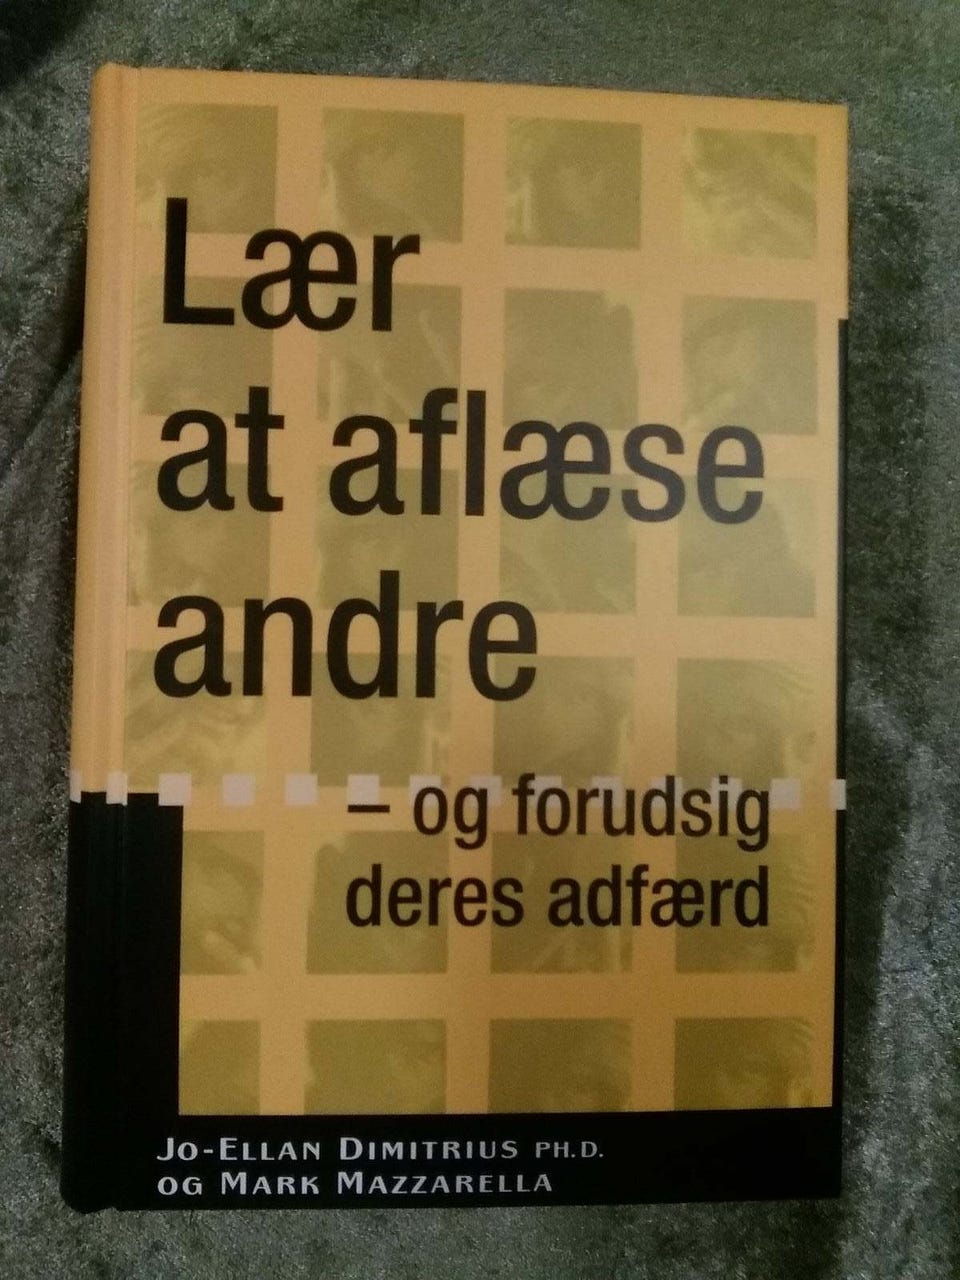 Lær
at aflæse
andre
– og forudsig
deres adfærd
Jo-Ellan Dimitrius Ph.D.
og Mark Mazzarella